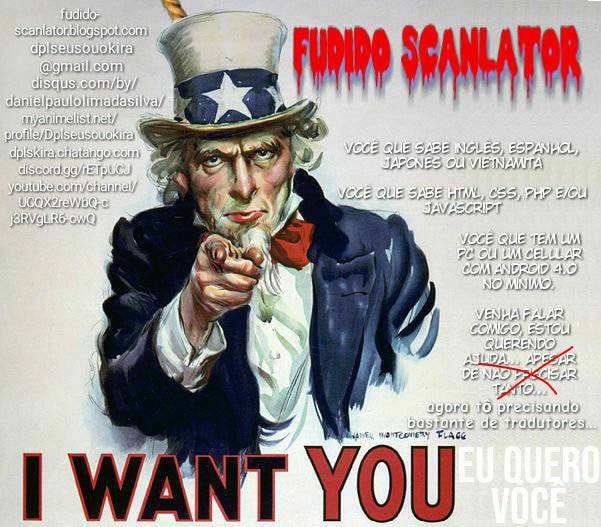 fudido-
scanlator.blogspot.com
dplseusouokira
@gmail.com
disqus.com/by/
danielpaulolimadasilva/
myanimelist.net/
profile/Dplseusouokira
dplskira.chatango.com
discord.gg/rETpUCJ
youtube.com/channel/
UCQX2reWbQ-c
j3RVgLR6-owQ
FUDIDO SCANLATOR
VOCÊ QUE SABE INGLÊS, ESPANHOL,
JAPONÊS OU VIETNAMITA
VOCÊ QUE SABE HTML, CSS, PHP E/OU
JAVASCRIPT
VOCÊ QUE TEM UM
PC OU UM CELULAR
COM ANDROID 4.0
NO MÍNIMO.
VENHA FALAR
COMIGO, ESTOU
QUERENDO
AJUDA... APESAR
DE NÃO PRECISAR
TANTO...
agora tô precisando
bastante de tradutores...
JAMES MONTGOMERY FLAGG
I WANT YOU
EU QUERO
VOCÊ